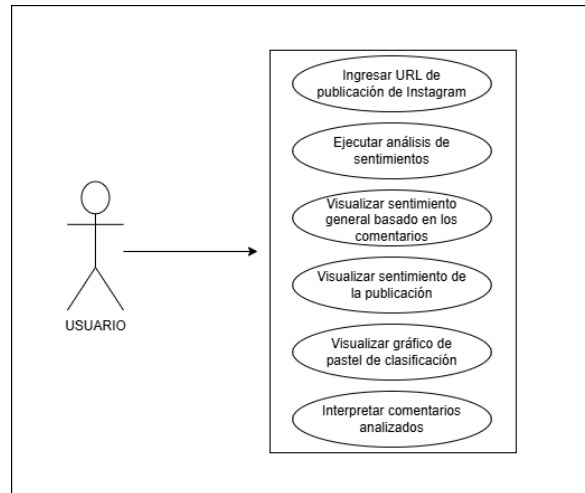 Ingresar URL de
publicación de Instagram
Ejecutar análisis de
sentimientos
Visualizar sentimiento
general basado en los
comentarios
Visualizar sentimiento de
la publicación
USUARIO
Visualizar gráfico de
pastel de clasificación
Interpretar comentarios
analizados